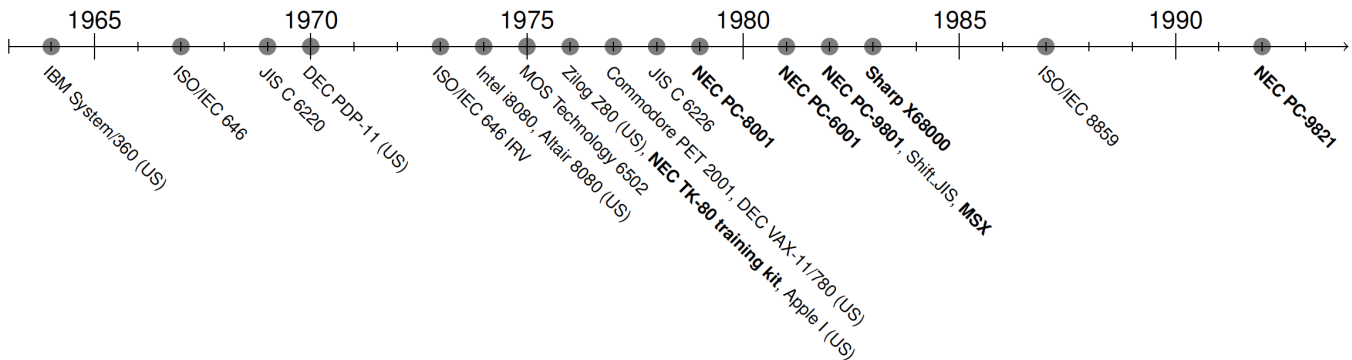 1965 1970 1975 1980 1985 1990
IBM System/360 (US)
ISO/IEC 646
JIS C 6220
DEC PDP-11 (US)
ISO/IEC 646 IRV
Intel i8080, Altair 8080 (US)
MOS Technology 6502
Zilog Z80 (US), NEC TK-80 training kit, Apple I (US)
Commodore PET 2001, DEC VAX-11/780 (US)
JIS C 6226
NEC PC-8001
NEC PC-6001
NEC PC-9801, Shift_JIS, MSX
Sharp X68000
ISO/IEC 8859
NEC PC-9821